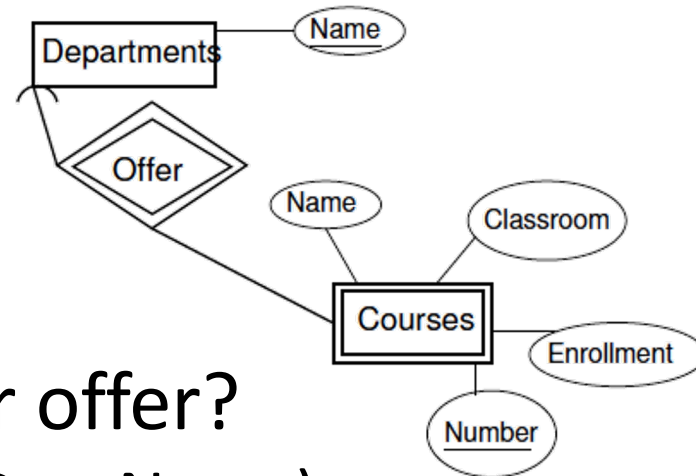 Name
Departments
Offer
Name
Classroom
Courses
Enrollment
offer?
Number